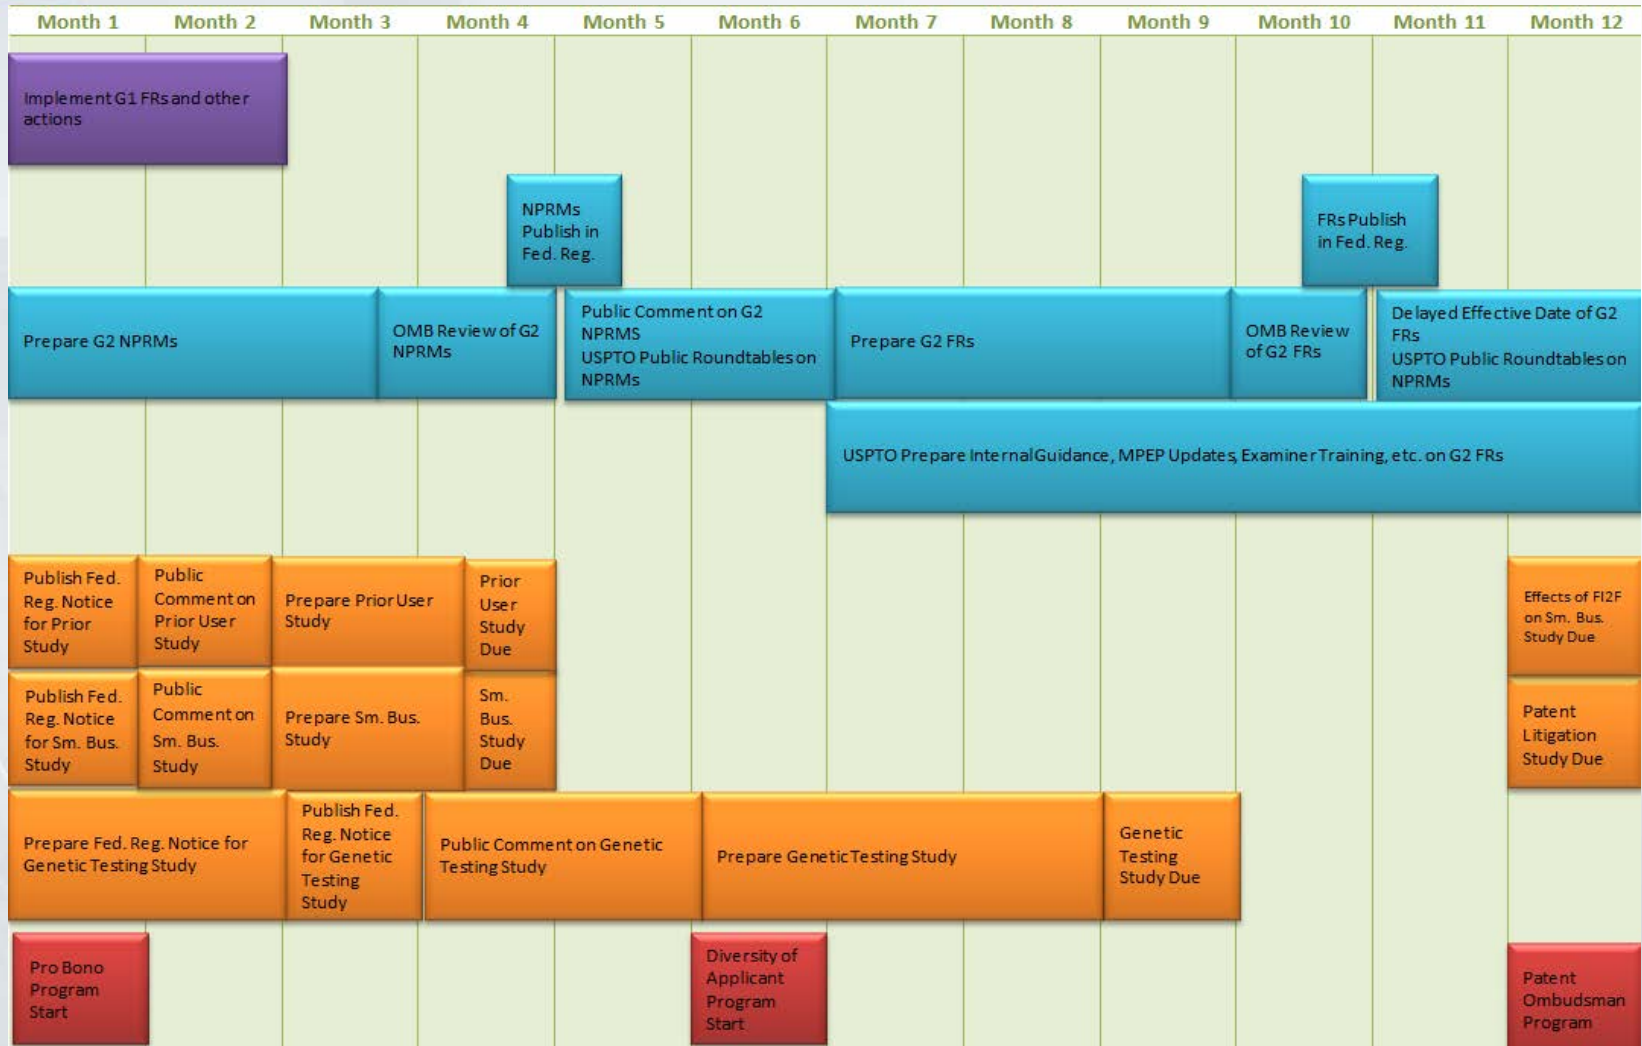 Month 1 Month 2 Month 3 Month 4 Month 5 Month 6 Month 7 Month 8 Month 9 Month 10 Month 11 Month 12
Implement G1 FRs and other
actions
NPRMs
Publish in
Fed. Reg.
FRs Publish
in Fed. Reg.
Prepare G2 NPRMs
OMB Review of G2
NPRMs
Public Comment on G2
NPRMS
USPTO Public Roundtables on
NPRMs
Prepare G2 FRs
OMB Review
of G2 FRs
Delayed Effective Date of G2
FRs
USPTO Public Roundtables on
NPRMs
USPTO Prepare Internal Guidance, MPEP Updates, Examiner Training, etc. on G2 FRs
Publish Fed.
Reg. Notice
for Prior
Study
Public
Comment on
Prior User
Study
Prepare Prior User
Study
Prior
User
Study
Due
Effects of FI2F
on Sm. Bus.
Study Due
Publish Fed.
Reg. Notice
for Sm. Bus.
Study
Public
Comment on
Sm. Bus.
Study
Prepare Sm. Bus.
Study
Sm.
Bus.
Study
Due
Patent
Litigation
Study Due
Prepare Fed. Reg. Notice for
Genetic Testing Study
Publish Fed.
Reg. Notice
for Genetic
Testing
Study
Public Comment on Genetic
Testing Study
Prepare Genetic Testing Study
Genetic
Testing
Study Due
Pro Bono
Program
Start
Diversity of
Applicant
Program
Start
Patent
Ombudsman
Program